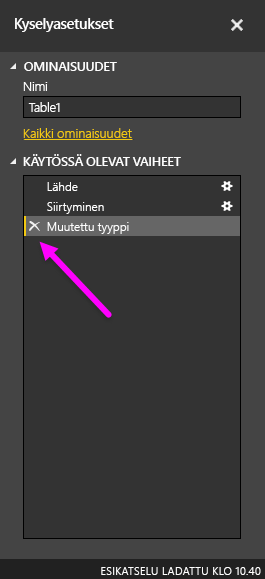 Kyselyasetukset
OMINAISUUDET
Nimi
Table1
Kaikki ominaisuudet
KÄYTÖSSÄ OLEVAT VAIHEET
Lähde
Siirtyminen
Muutettu tyyppi
ESIKATSELU LADATTU KLO 10.40